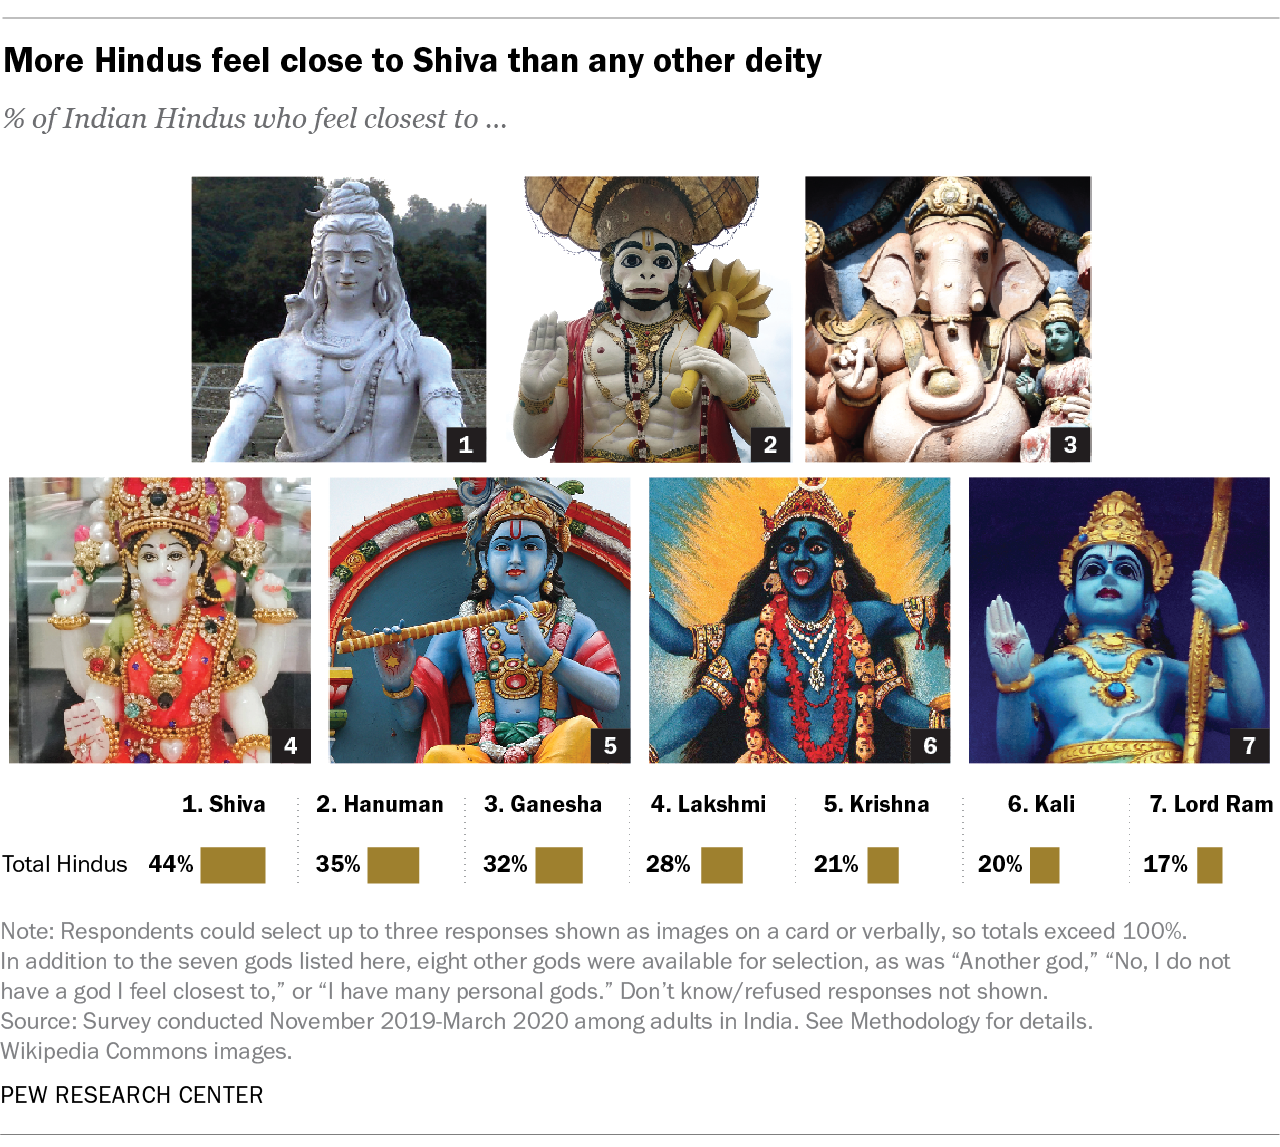 More Hindus feel close to Shiva than any other deity
% of Indian Hindus who feel closest to ...
1
2
3
4
5
6
7
1. Shiva 2. Hanuman 3. Ganesha 4. Lakshmi 5. Krishna 6. Kali 7. Lord Ram
Total Hindus 44% 35% 32% 28% 21% 20% 17%
Note: Respondents could select up to three responses shown as images on a card or verbally, so totals exceed 100%.
In addition to the seven gods listed here, eight other gods were available for selection, as was “Another god,” “No, I do not
have a god I feel closest to,” or “I have many personal gods.” Don’t know/refused responses not shown.
Source: Survey conducted November 2019-March 2020 among adults in India. See Methodology for details.
Wikipedia Commons images.
PEW RESEARCH CENTER